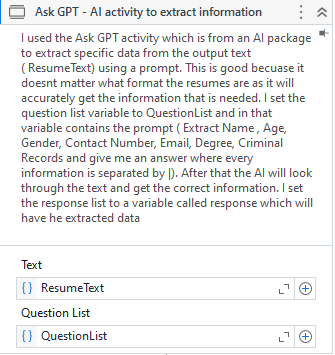 Ask GPT - AI activity to extract information
I used the Ask GPT activity which is from an AI package
to extract specific data from the output text
( ResumeText) using a prompt. This is good becuase it
doesnt matter what format the resumes are as it will
accurately get the information that is needed. I set the
question list variable to QuestionList and in that
variable contains the prompt ( Extract Name , Age,
Gender, Contact Number, Email, Degree, Criminal
Records and give me an answer where every
information is separated by |). After that the AI will look
through the text and get the correct information. I set
the response list to a variable called response which will
have he extracted data
Text
{ } ResumeText
Question List
{ } QuestionList